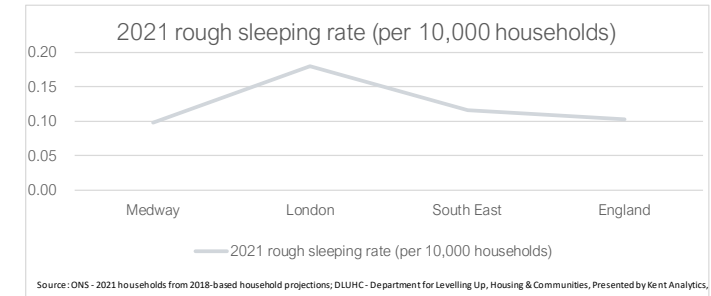 2021 rough sleeping rate (per 10,000 households)
0.20
0.15
0.10
0.05
0.00
Medway London South East England
2021 rough sleeping rate (per 10,000 households)
Source: ONS - 2021 households from 2018-based household projections; DLUHC - Department for Levelling Up, Housing & Communities, Presented by Kent Analytics,